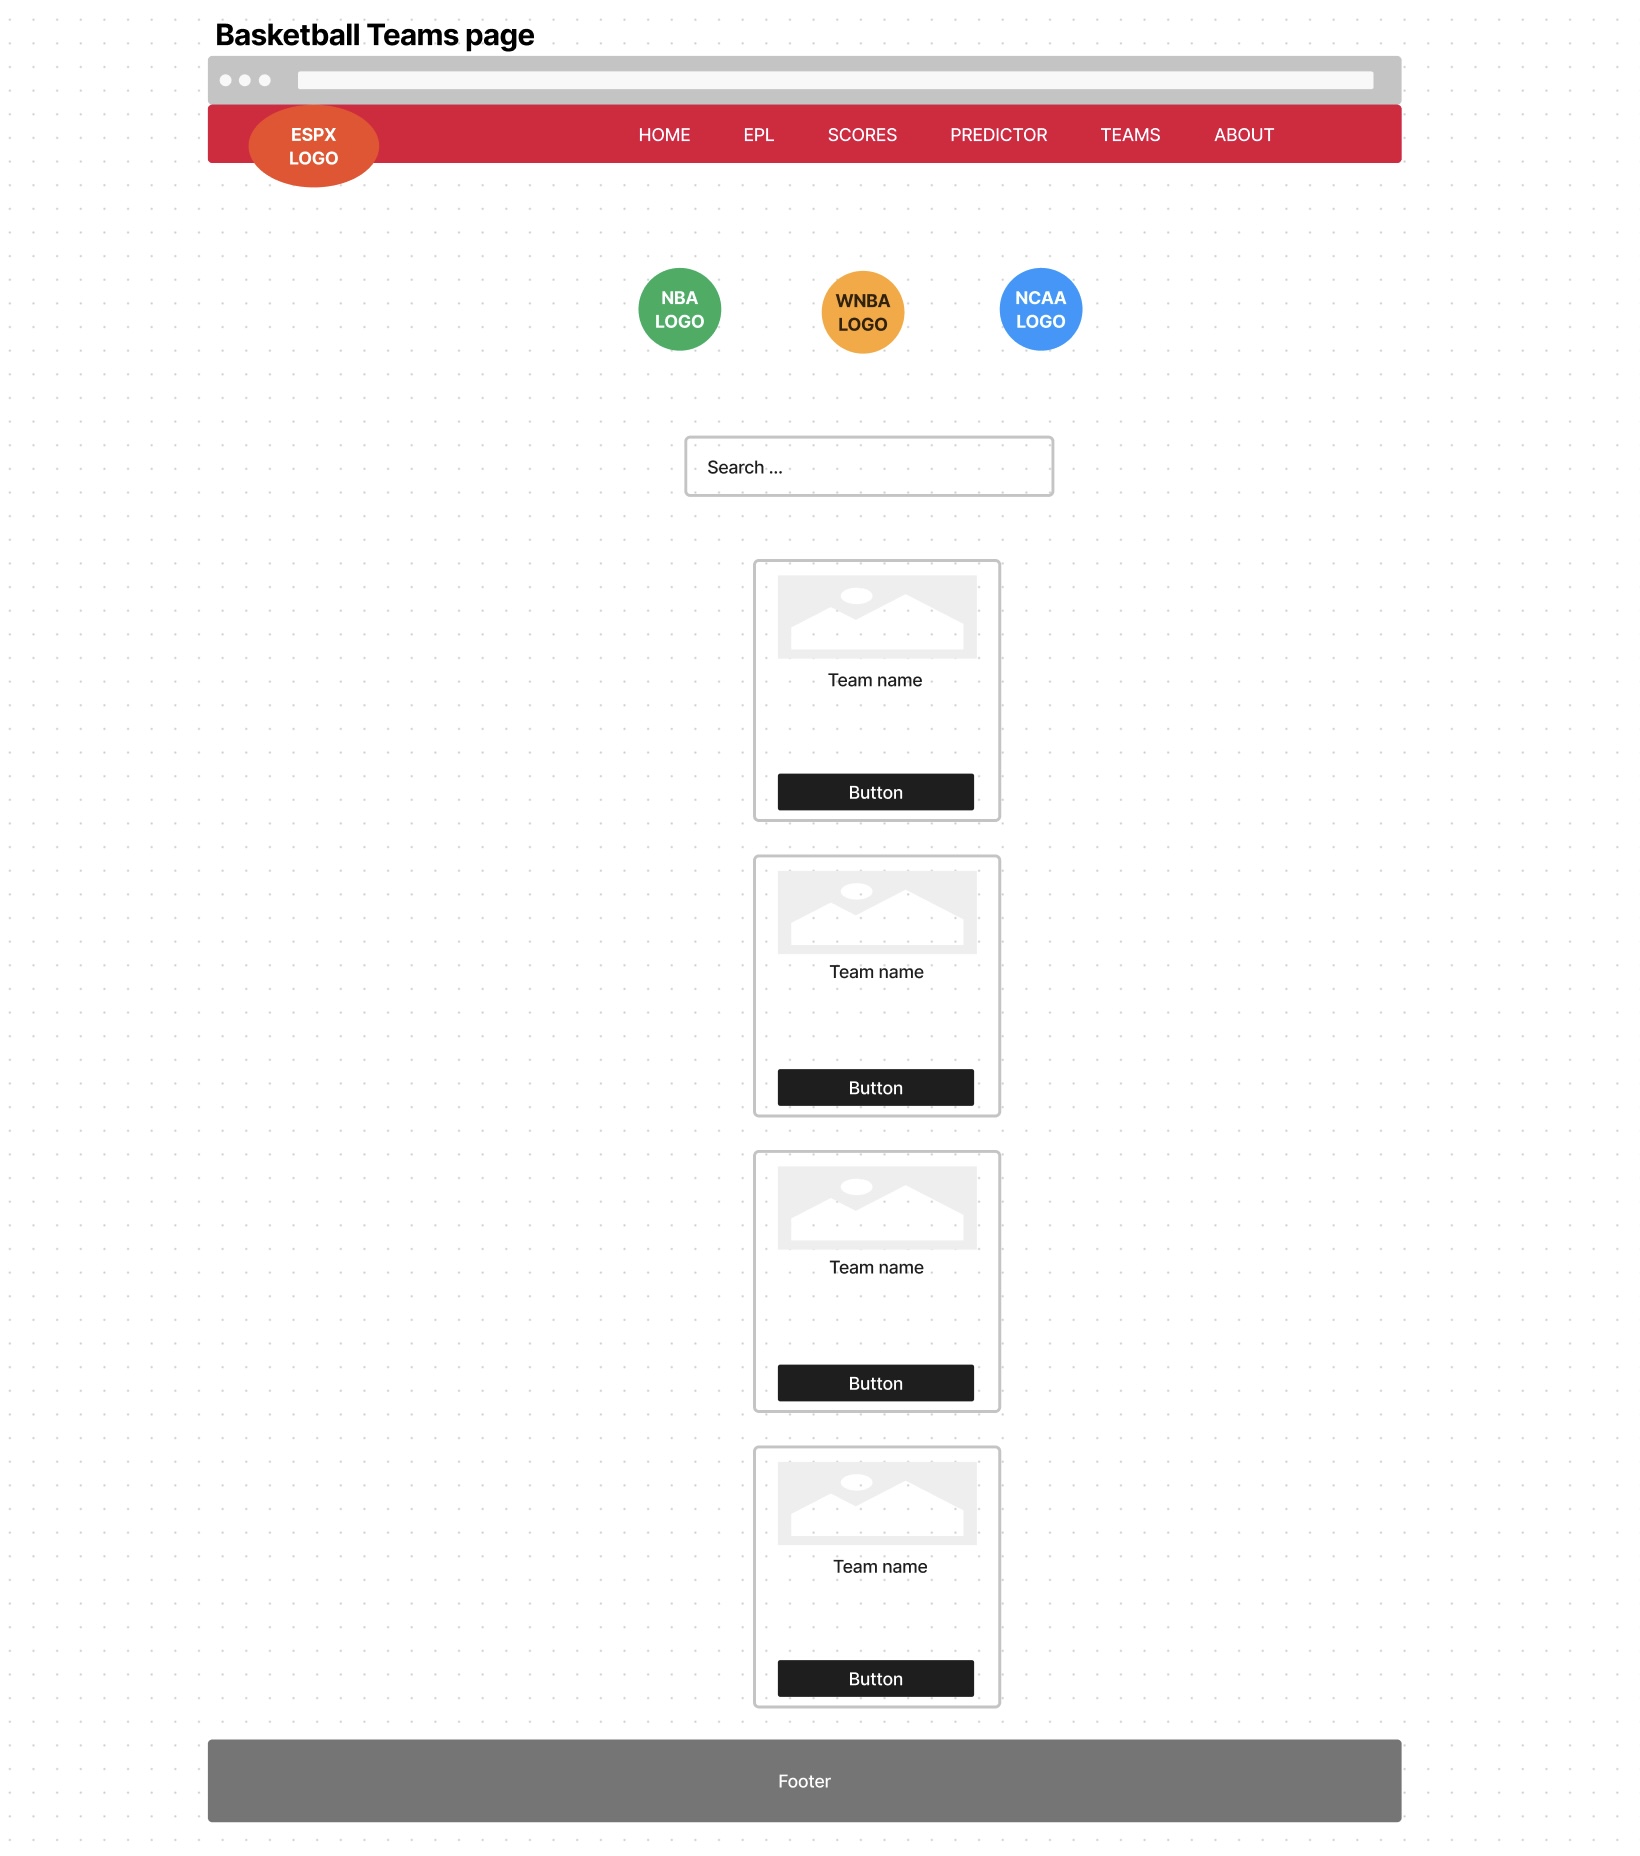 Basketball Teams page
ESPX
LOGO
HOME EPL SCORES PREDICTOR TEAMS ABOUT
NBA
LOGO
WNBA
LOGO
NCAA
LOGO
Search ...
Team name
Button
Team name
Button
Team name
Button
Team name
Button
Footer